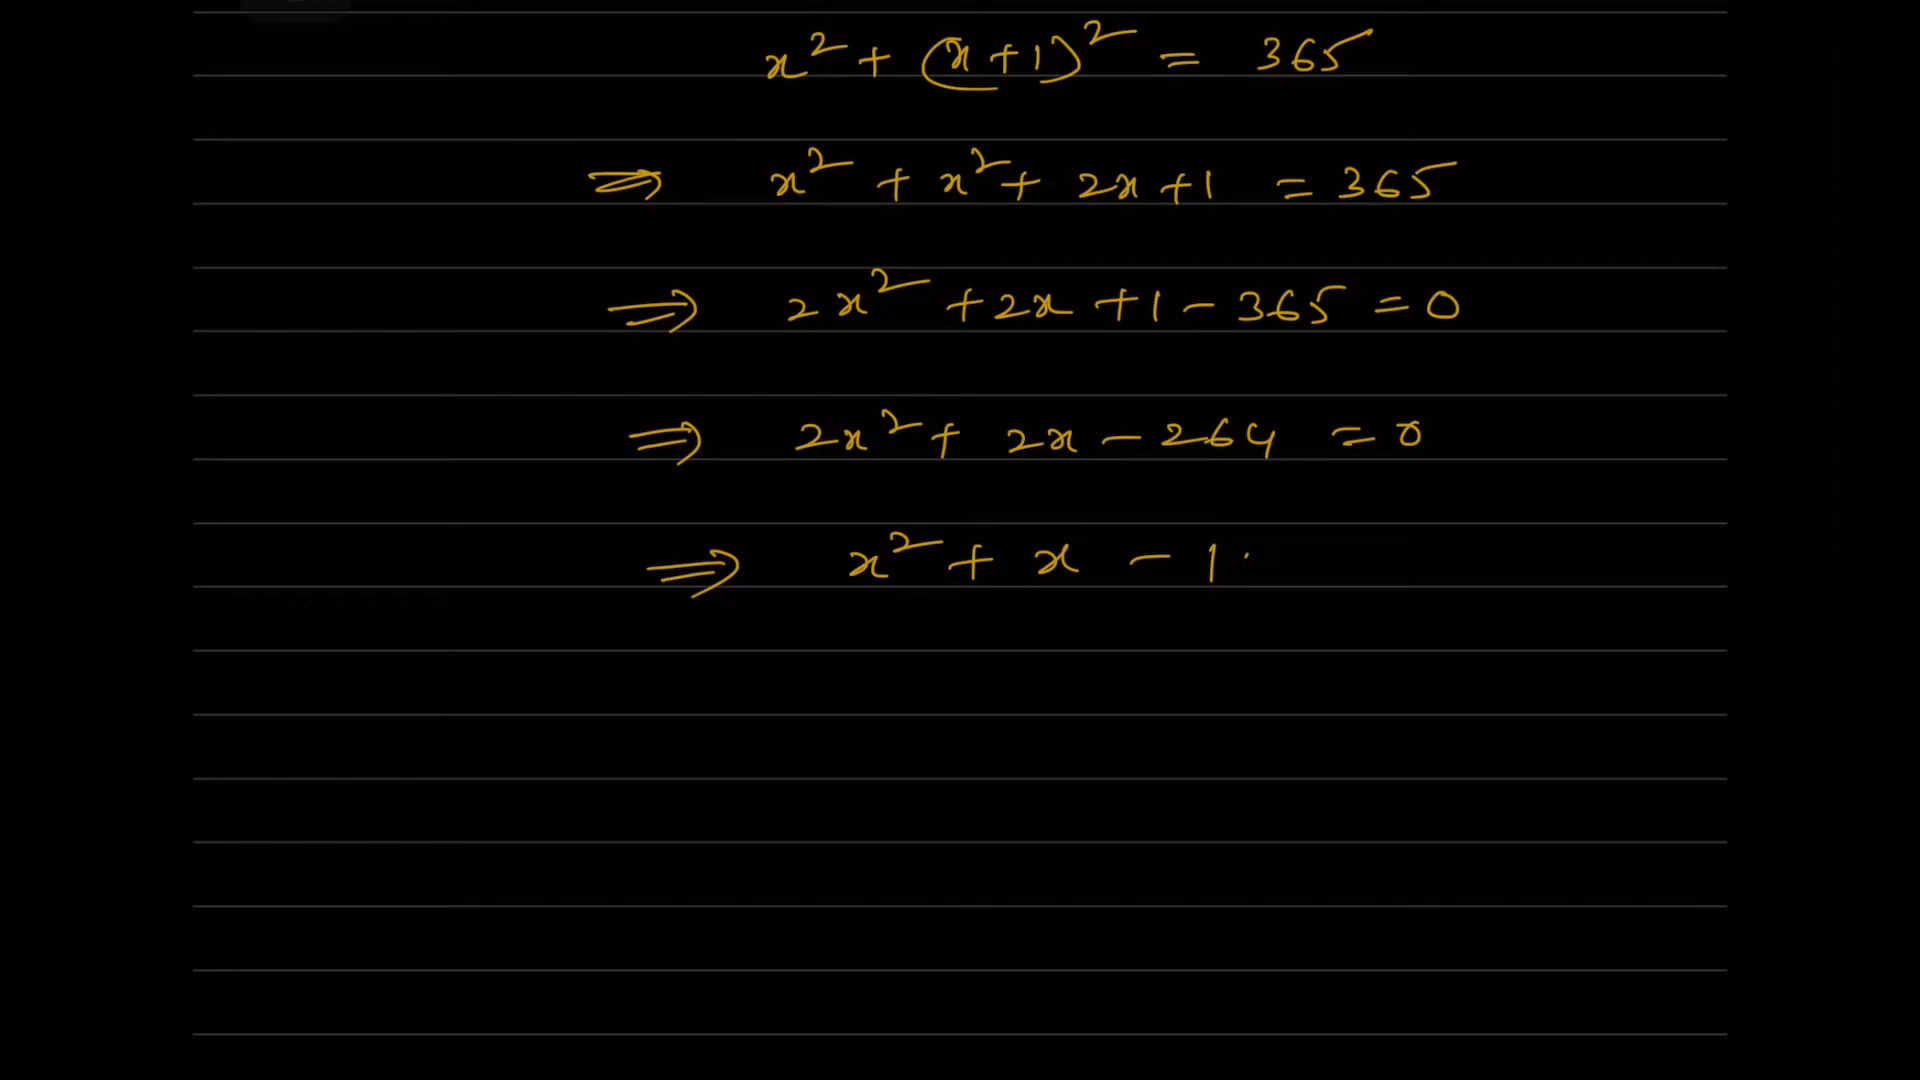 x² + (x+1)² = 365
⇒ x² + x² + 2x + 1 = 365
⇒ 2x² + 2x + 1 - 365 = 0
⇒ 2x² + 2x - 264 = 0
⇒ x² + x - 1